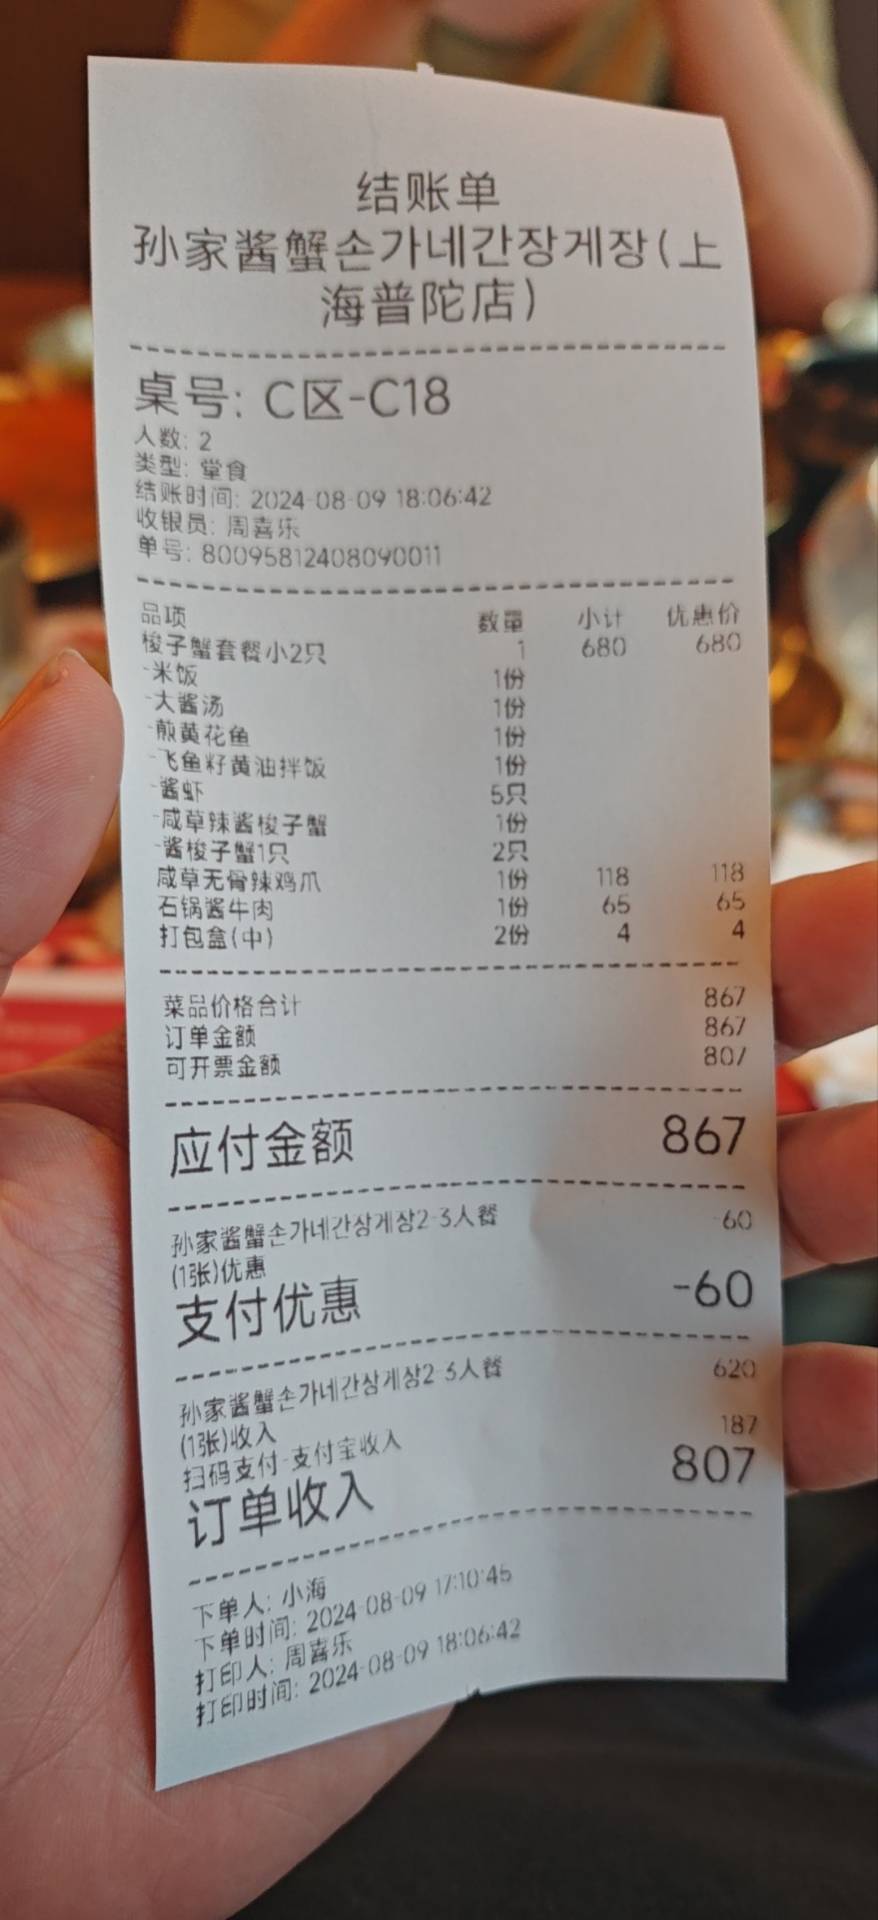 结账单
孙家酱蟹손가네간장게장(上
海普陀店)
桌号: C区-C18
人数: 2
类型: 堂食
结账时间: 2024-08-09 18:06:42
收银员: 周喜乐
单号: 80095812408090011
品项 数量 小计 优惠价
梭子蟹套餐小2只 1 680 680
-米饭 1份
-大酱汤 1份
-煎黄花鱼 1份
-飞鱼籽黄油拌饭 1份
-酱虾 5只
-咸草辣酱梭子蟹 1份
-酱梭子蟹1只 2只
咸草无骨辣鸡爪 1份 118 118
石锅酱牛肉 1份 65 65
打包盒(中) 2份 4 4
菜品价格合计 867
订单金额 867
可开票金额 807
应付金额 867
孙家酱蟹손가네간장게장2-3人餐 -60
(1张)优惠
支付优惠 -60
孙家酱蟹손가네간장게장2-3人餐 620
(1张)收入
扫码支付-支付宝收入 187
订单收入 807
下单人: 小海
下单时间: 2024-08-09 17:10:45
打印人: 周喜乐
打印时间: 2024-08-09 18:06:42